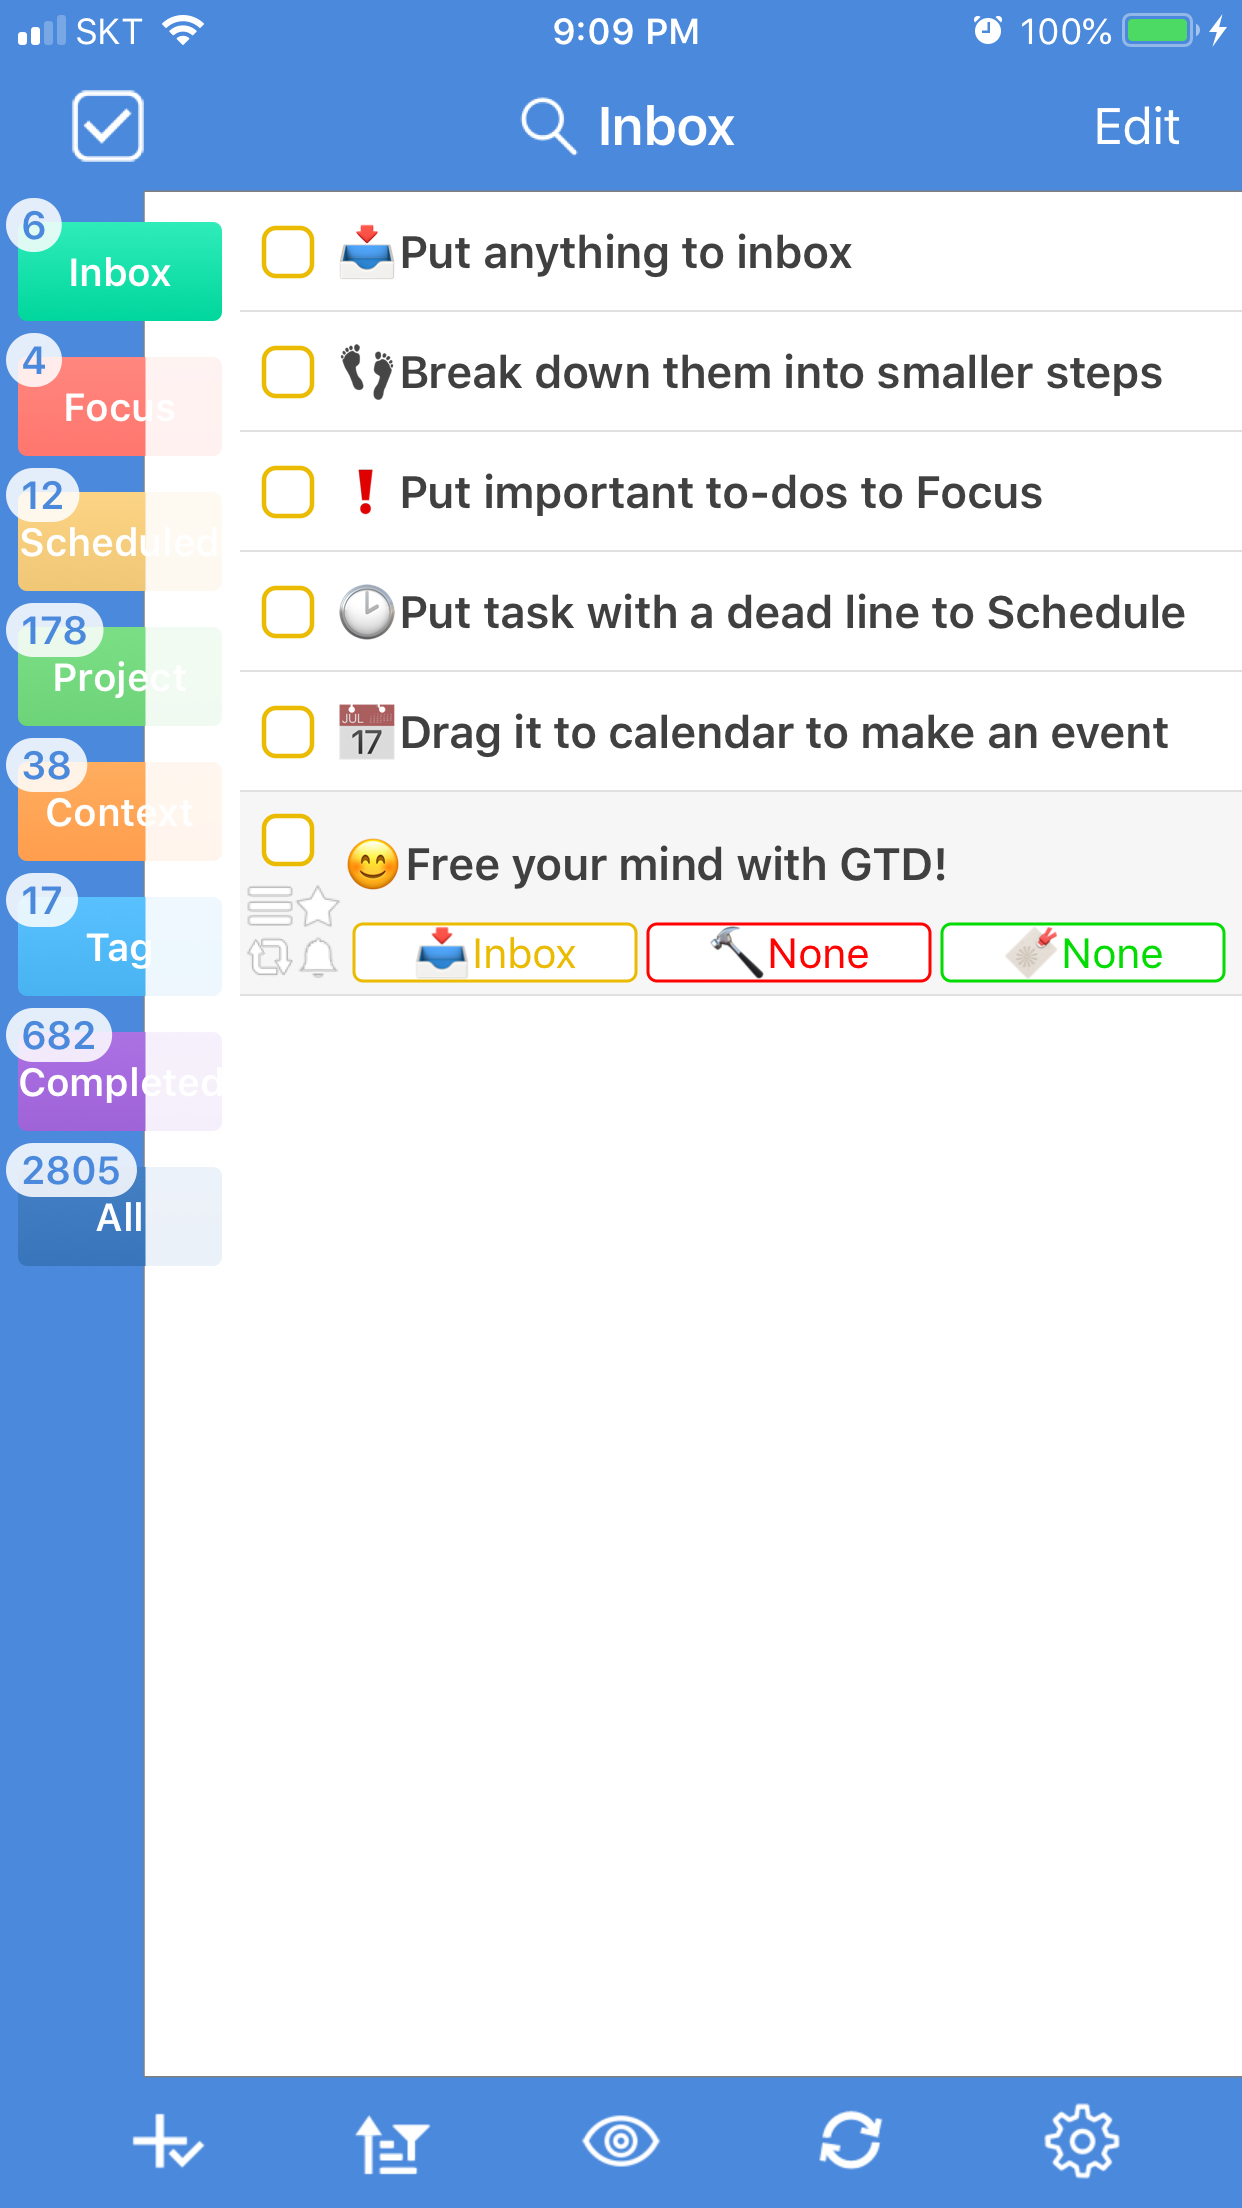 SKT 9:09 PM 100%
Inbox Edit
6
Inbox
4
Focus
12
Scheduled
178
Project
38
Context
17
Tag
682
Completed
2805
All
Put anything to inbox
Break down them into smaller steps
❗ Put important to-dos to Focus
Put task with a dead line to Schedule
JUL
17
Drag it to calendar to make an event
Free your mind with GTD!
Inbox None None